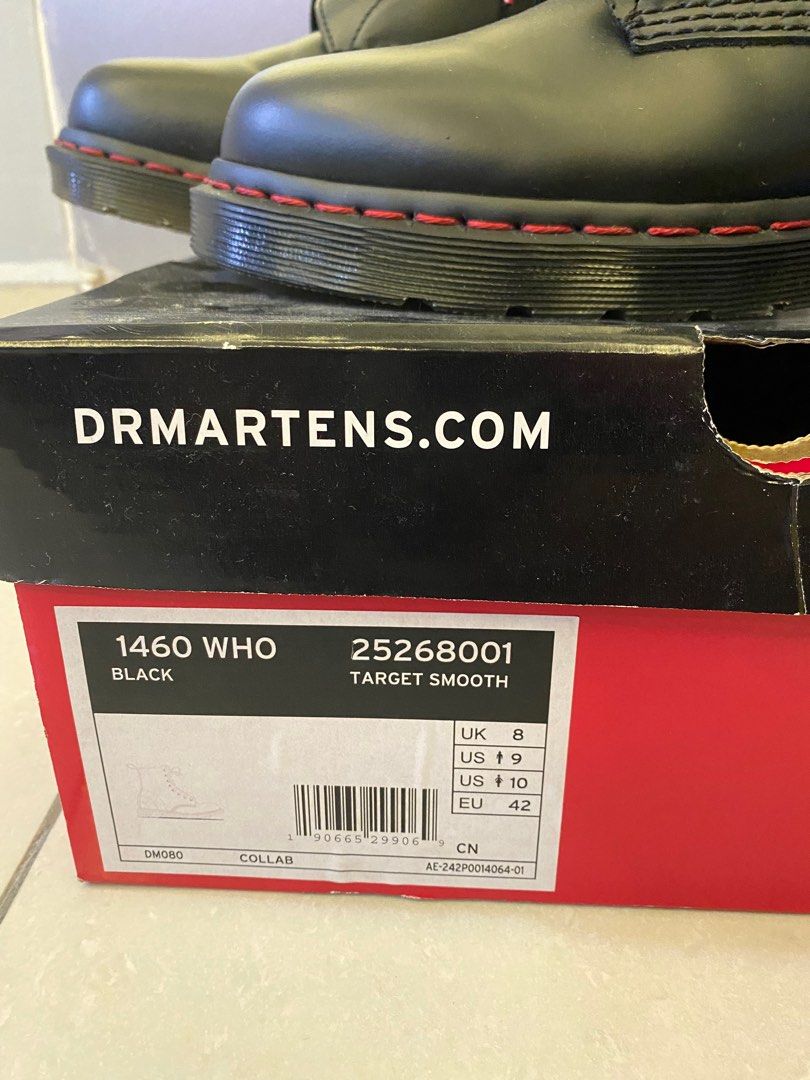 DRMARTENS.COM
1460 WHO 25268001
BLACK TARGET SMOOTH
UK 8
US 9
US 10
EU 42
1 90665 29906 9
CN
DM080 COLLAB AE-242P0014064-01